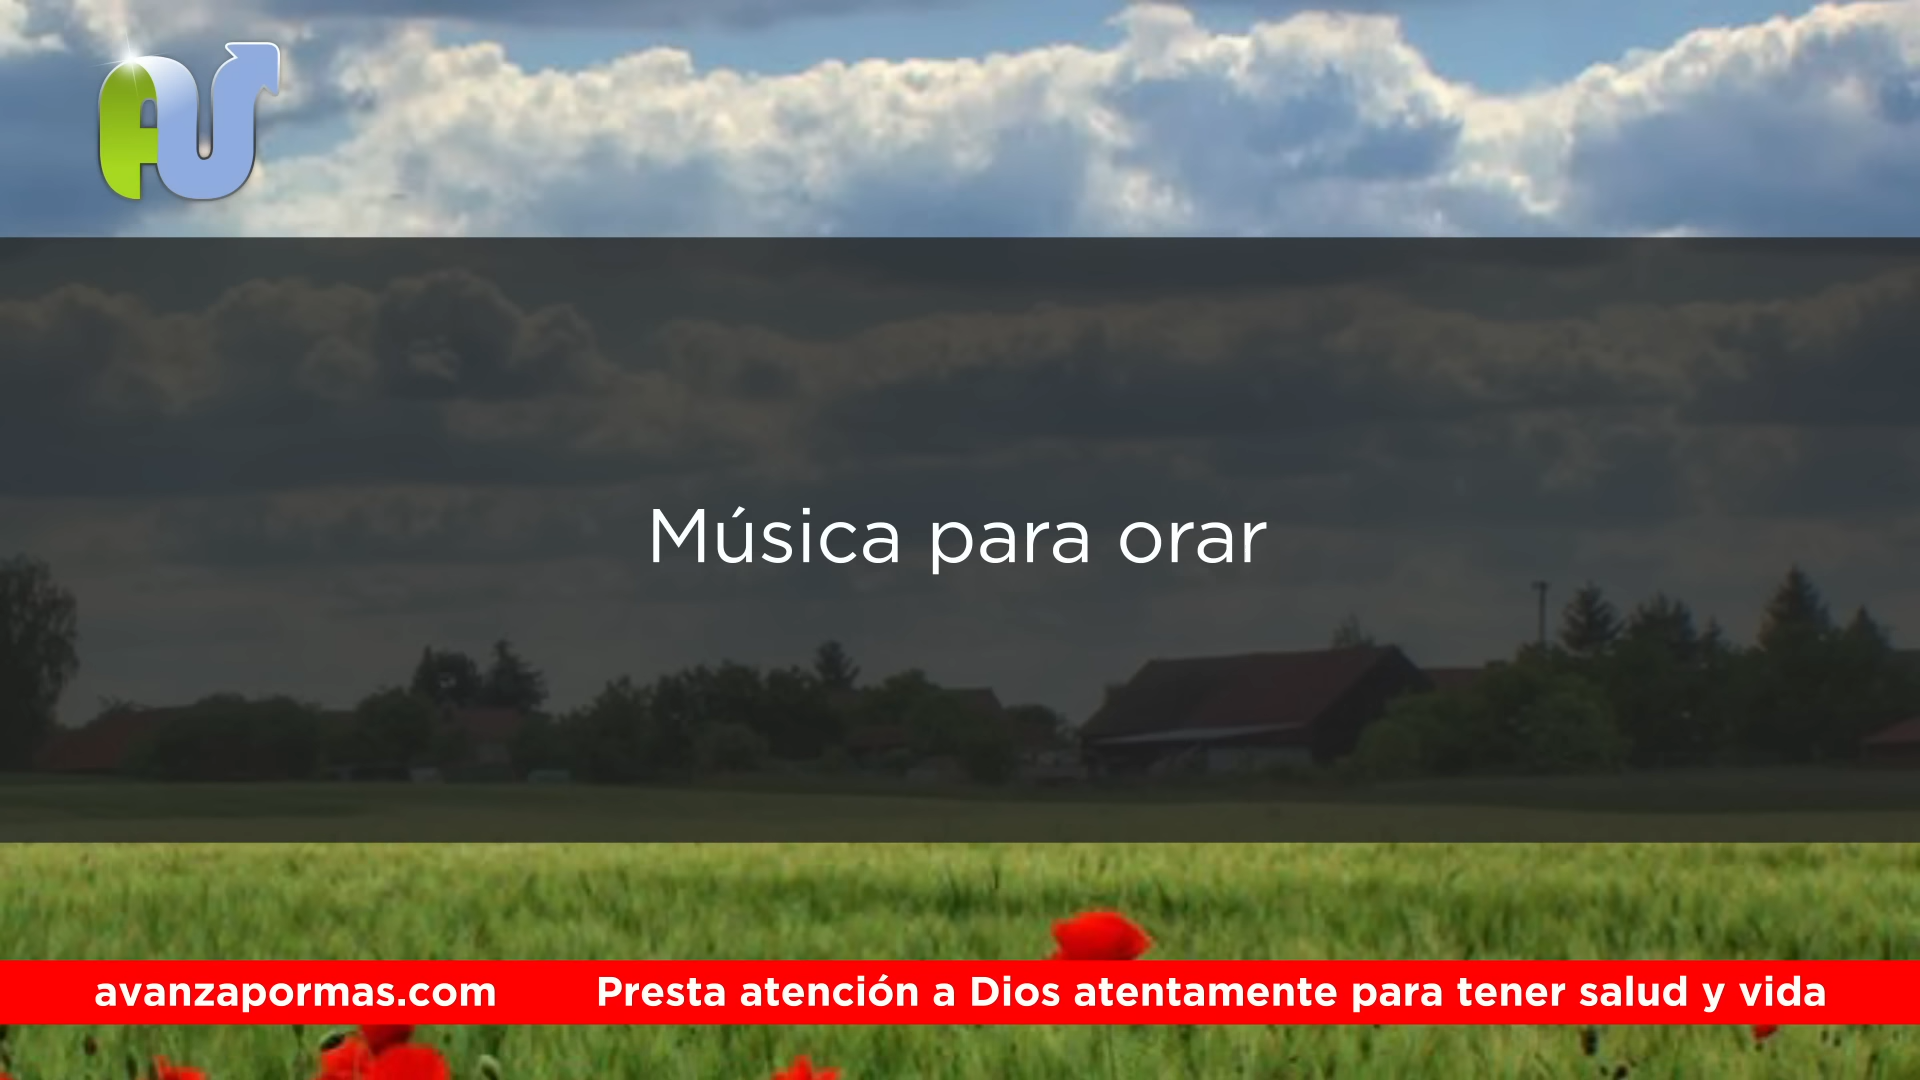 Música para orar
avanzapormas.com
Presta atención a Dios atentamente para tener salud y vida